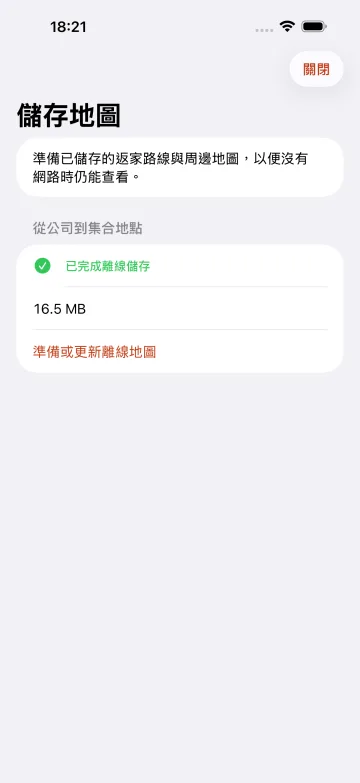 18:21
關閉
儲存地圖
準備已儲存的返家路線與周邊地圖，以便沒有
網路時仍能查看。
從公司到集合地點
已完成離線儲存
16.5 MB
準備或更新離線地圖